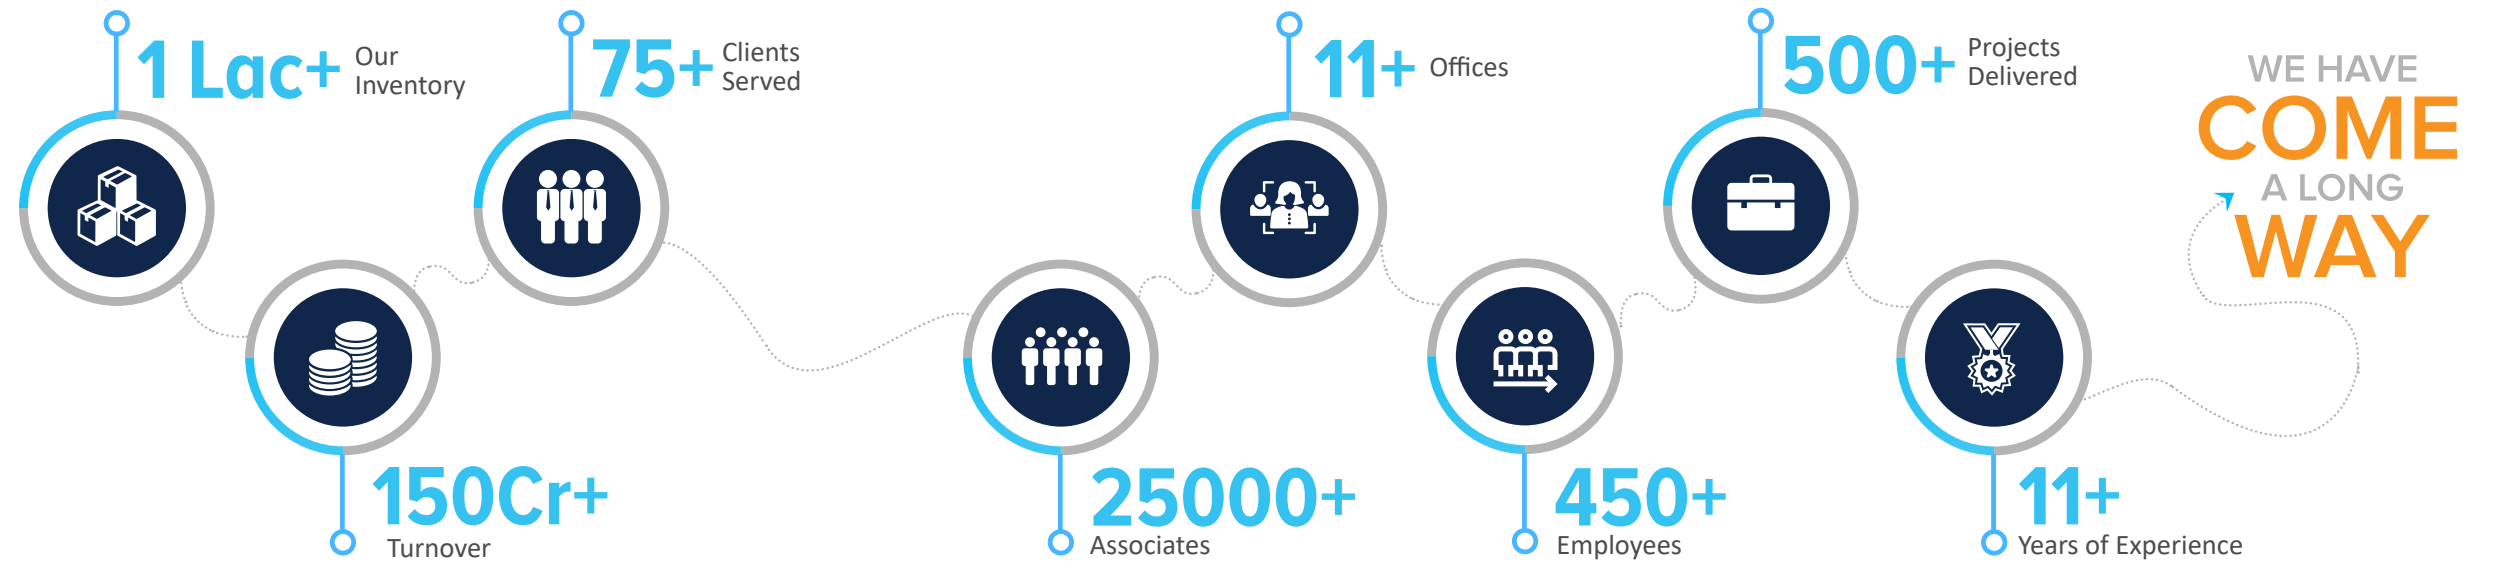 1 Lac+
Our
Inventory
150Cr+
Turnover
75+
Clients
Served
25000+
Associates
11+
Offices
450+
Employees
500+
Projects
Delivered
11+
Years of Experience
WE HAVE
COME
A LONG
WAY